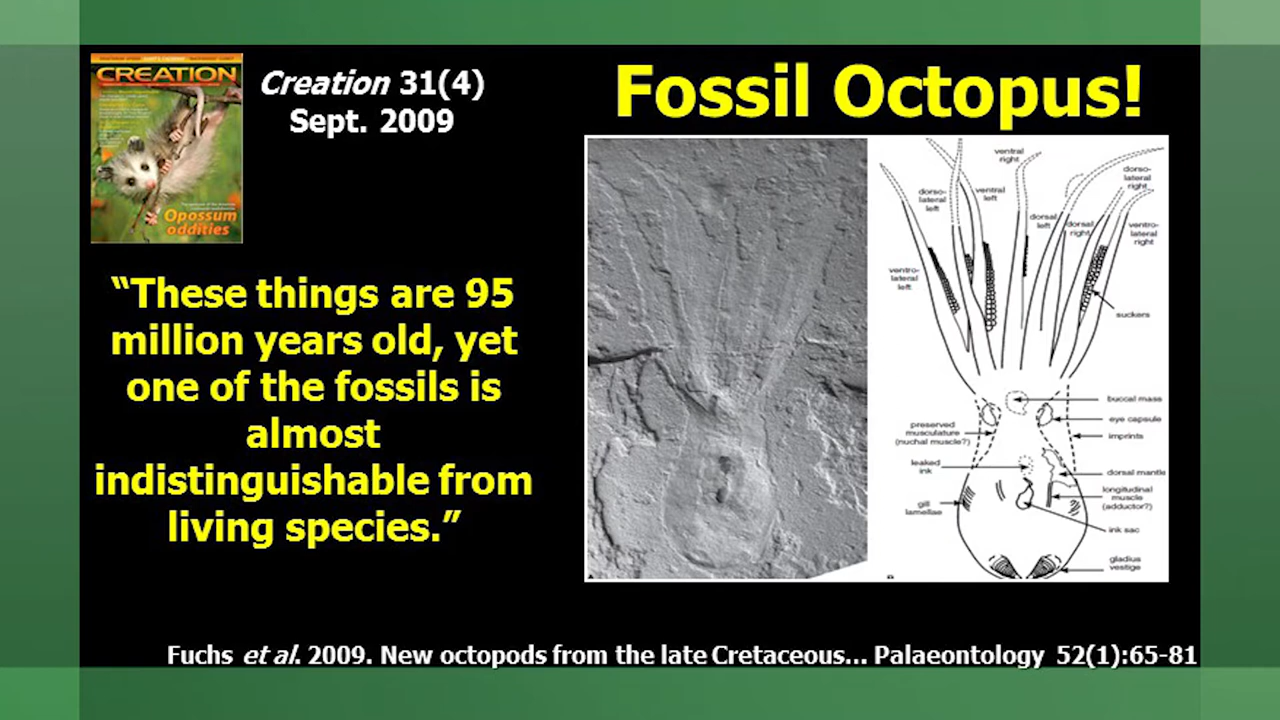 CREATION
Opossum
oddities
Creation 31(4)
Sept. 2009
Fossil Octopus!
“These things are 95
million years old, yet
one of the fossils is
almost
indistinguishable from
living species.”
ventral
right
dorso-
lateral
right
dorso-
lateral
left
ventral
left
dorsal
left
dorsal
right
ventro-
lateral
right
ventro-
lateral
left
suckers
buccal mass
eye capsule
preserved
musculature
(nuchal muscle?)
imprints
leaked
ink
dorsal mantle
longitudinal
muscle
(adductor?)
gill
lamellae
ink sac
gladius
vestige
Fuchs et al. 2009. New octopods from the late Cretaceous... Palaeontology 52(1):65-81